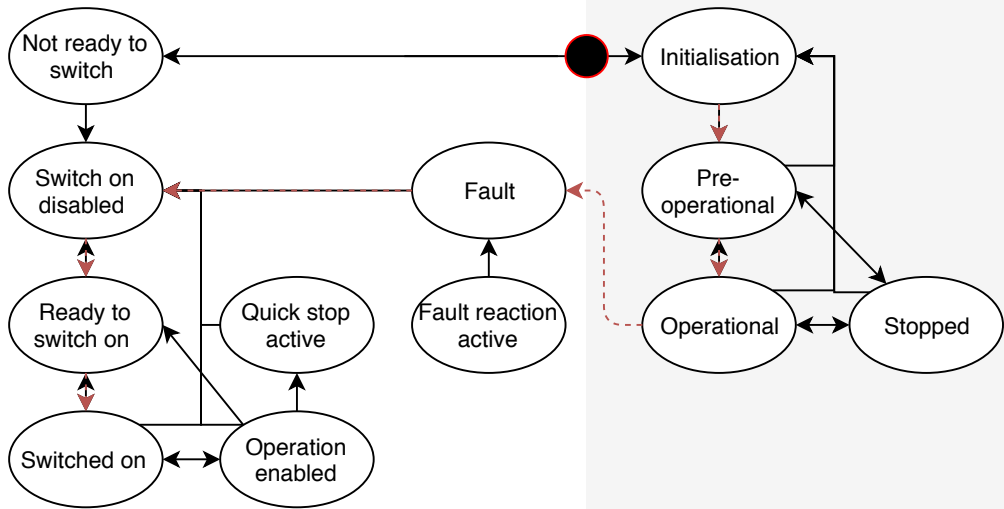 Not ready to
switch
Initialisation
Switch on
disabled
Fault
Pre-
operational
Ready to
switch on
Quick stop
active
Fault reaction
active
Operational
Stopped
Switched on
Operation
enabled